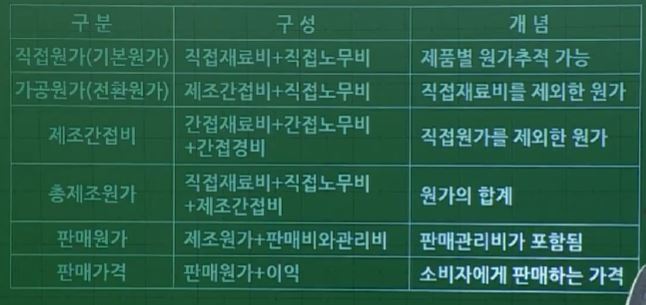 구 분 구 성 개 념
직접원가(기본원가) 직접재료비+직접노무비 제품별 원가추적 가능
가공원가(전환원가) 제조간접비+직접노무비 직접재료비를 제외한 원가
제조간접비 간접재료비+간접노무비 직접원가를 제외한 원가
+간접경비
총제조원가 직접재료비+직접노무비 원가의 합계
+제조간접비
판매원가 제조원가+판매비와관리비 판매관리비가 포함됨
판매가격 판매원가+이익 소비자에게 판매하는 가격